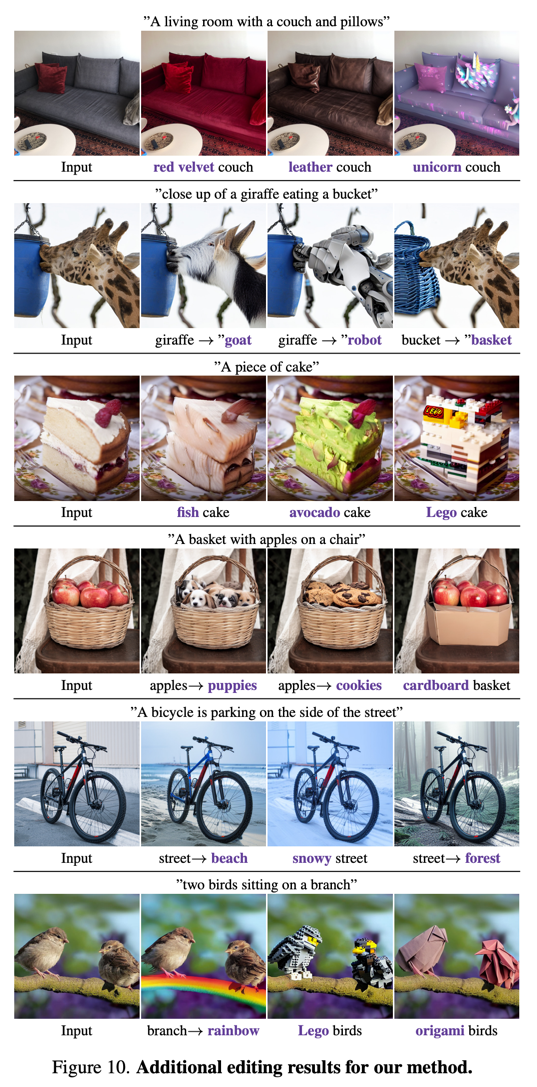 ”A living room with a couch and pillows”
Input red velvet couch leather couch unicorn couch
”close up of a giraffe eating a bucket”
Input giraffe → ”goat giraffe → ”robot bucket → ”basket
”A piece of cake”
Input fish cake avocado cake Lego cake
”A basket with apples on a chair”
Input apples→ puppies apples→ cookies cardboard basket
”A bicycle is parking on the side of the street”
Input street→ beach snowy street street→ forest
”two birds sitting on a branch”
Input branch→ rainbow Lego birds origami birds
Figure 10. Additional editing results for our method.